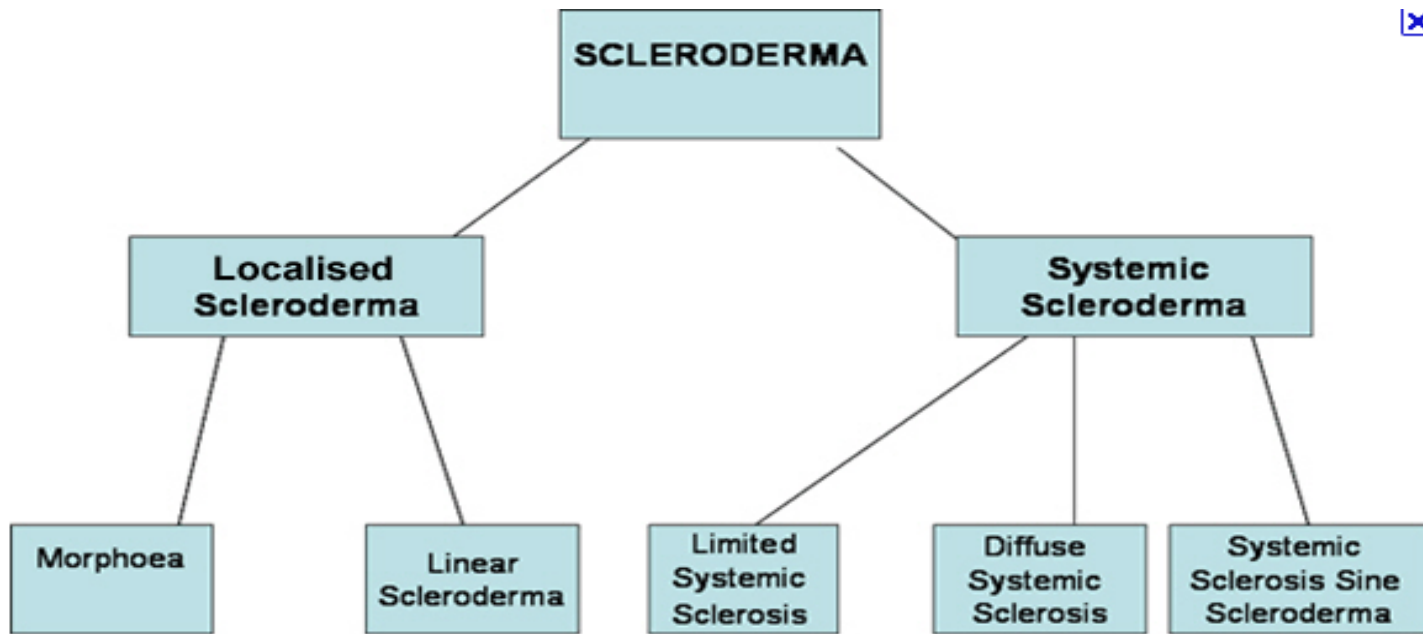 SCLERODERMA
Localised
Scleroderma
Systemic
Scleroderma
Morphoea
Linear
Scleroderma
Limited
Systemic
Sclerosis
Diffuse
Systemic
Sclerosis
Systemic
Sclerosis Sine
Scleroderma